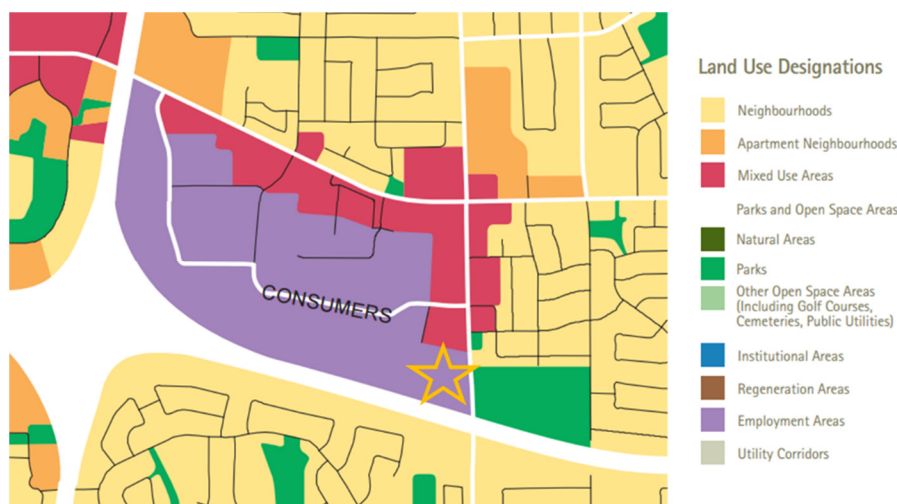 Land Use Designations
Neighbourhoods
Apartment Neighbourhoods
Mixed Use Areas
Parks and Open Space Areas
Natural Areas
Parks
Other Open Space Areas
(Including Golf Courses,
Cemeteries, Public Utilities)
Institutional Areas
Regeneration Areas
Employment Areas
Utility Corridors
CONSUMERS